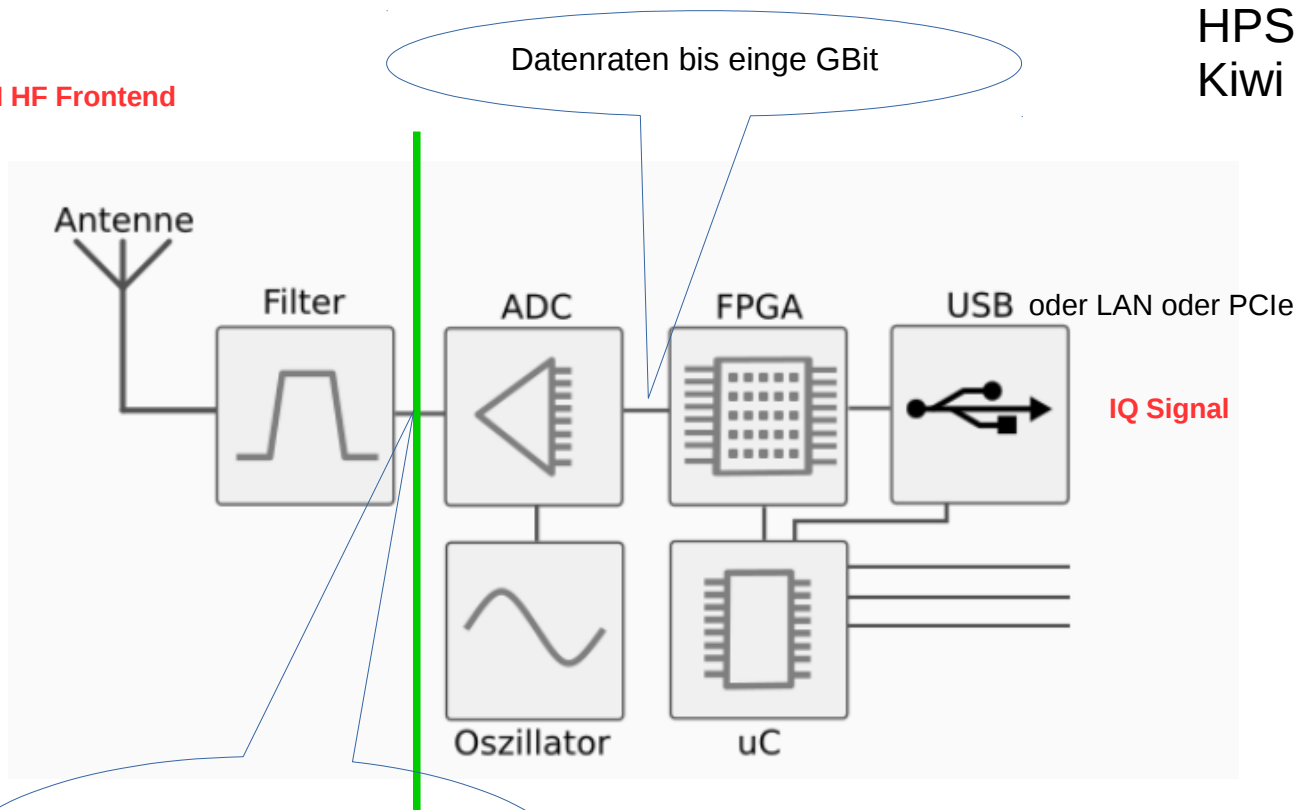 HPS
Kiwi
Datenraten bis einge GBit
HF Frontend
Antenne
Filter
ADC
FPGA
USB oder LAN oder PCIe
IQ Signal
Oszillator
uC